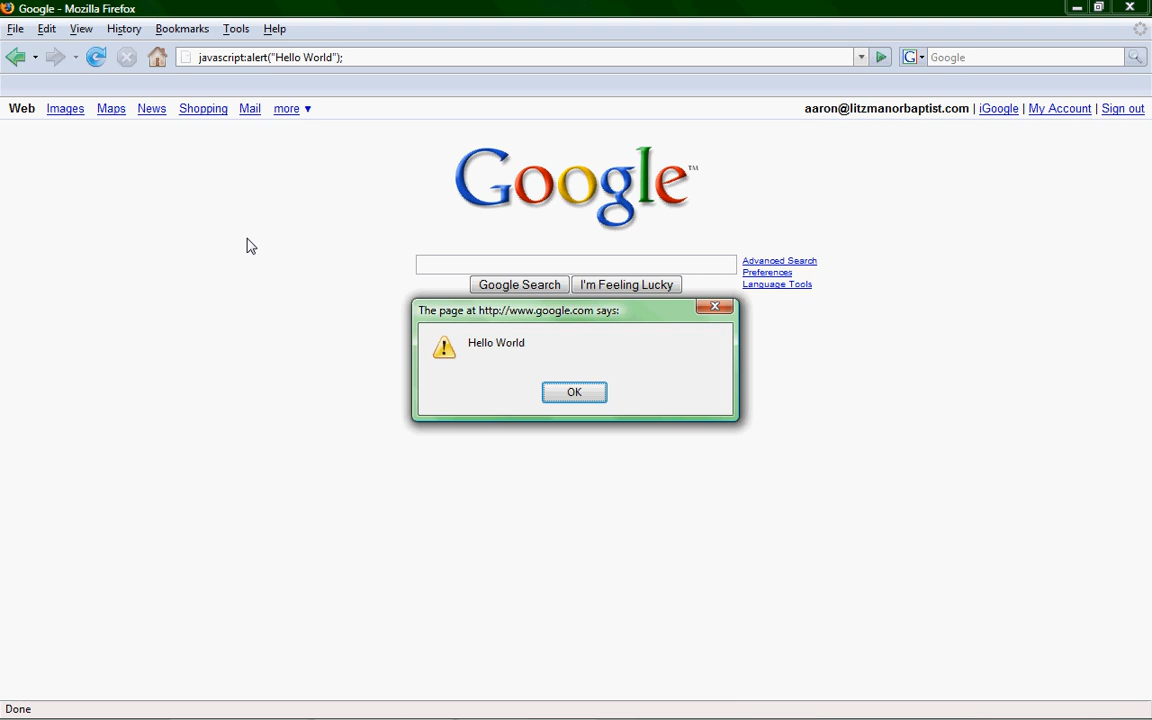 Google - Mozilla Firefox
File Edit View History Bookmarks Tools Help
javascript:alert("Hello World"); G Google
Web Images Maps News Shopping Mail more ▼ aaron@litzmanorbaptist.com | iGoogle | My Account | Sign out
Google™
Advanced Search
Preferences
Language Tools
Google Search I'm Feeling Lucky
The page at http://www.google.com says:
Hello World
OK
Done